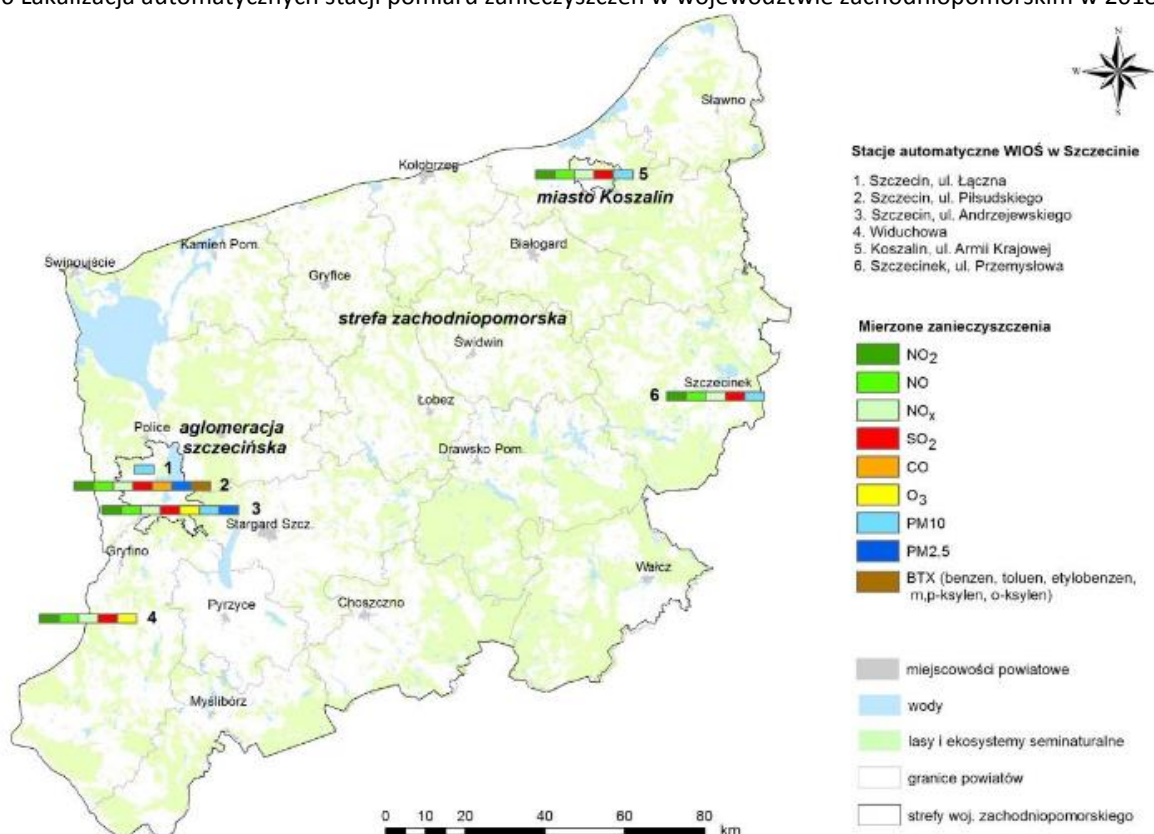 Lokalizacja automatycznych stacji pomiaru zanieczyszczeń w województwie zachodniopomorskim w 2018
N
W
S
Sławno
Kołobrzeg
5
miasto Koszalin
Kamień Pom.
Białogard
Świnoujście
Gryfice
strefa zachodniopomorska
Świdwin
Szczecinek
6
Łobez
Police
aglomeracja
szczecińska
Drawsko Pom.
1
2
3
Stargard Szcz.
Gryfino
Wałcz
4
Pyrzyce
Choszczno
Myślibórz
0 10 20 40 60 80
km
Stacje automatyczne WIOŚ w Szczecinie
1. Szczecin, ul. Łączna
2. Szczecin, ul. Piłsudskiego
3. Szczecin, ul. Andrzejewskiego
4. Widuchowa
5. Koszalin, ul. Armii Krajowej
6. Szczecinek, ul. Przemysłowa
Mierzone zanieczyszczenia
NO2
NO
NOx
SO2
CO
O3
PM10
PM2.5
BTX (benzen, toluen, etylobenzen,
m,p-ksylen, o-ksylen)
miejscowości powiatowe
wody
lasy i ekosystemy seminaturalne
granice powiatów
strefy woj. zachodniopomorskiego